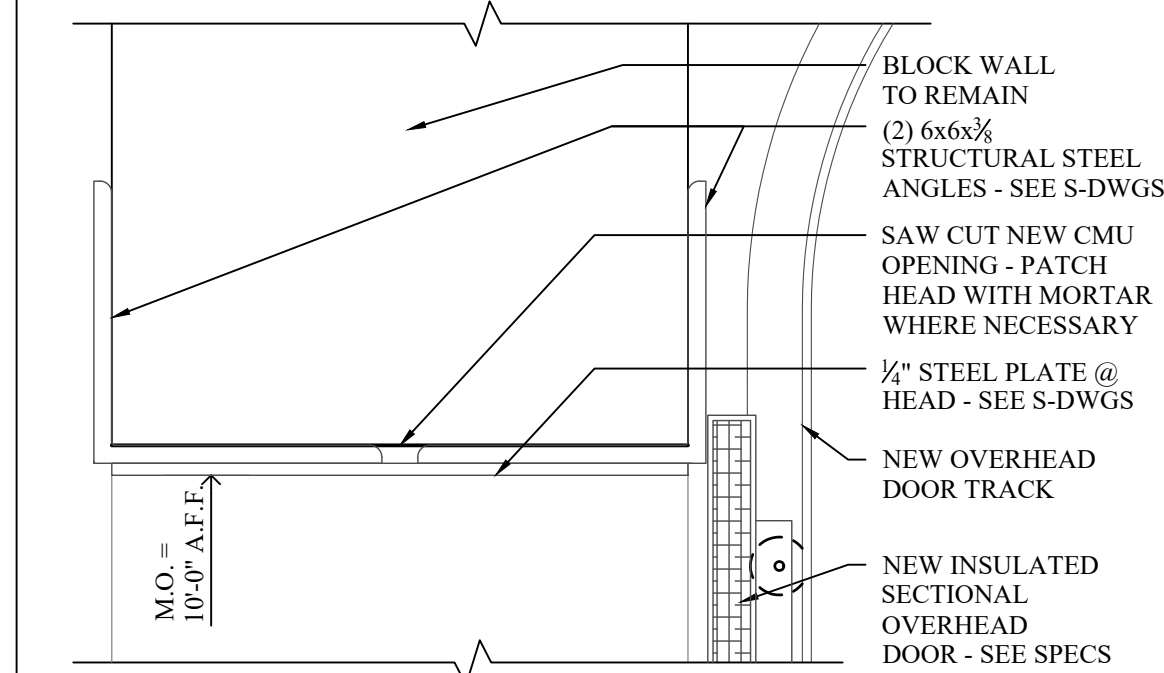 BLOCK WALL
TO REMAIN
(2) 6x6x⅜
STRUCTURAL STEEL
ANGLES - SEE S-DWGS
SAW CUT NEW CMU
OPENING - PATCH
HEAD WITH MORTAR
WHERE NECESSARY
¼" STEEL PLATE @
HEAD - SEE S-DWGS
NEW OVERHEAD
DOOR TRACK
NEW INSULATED
SECTIONAL
OVERHEAD
DOOR - SEE SPECS
M.O. =
10'-0" A.F.F.